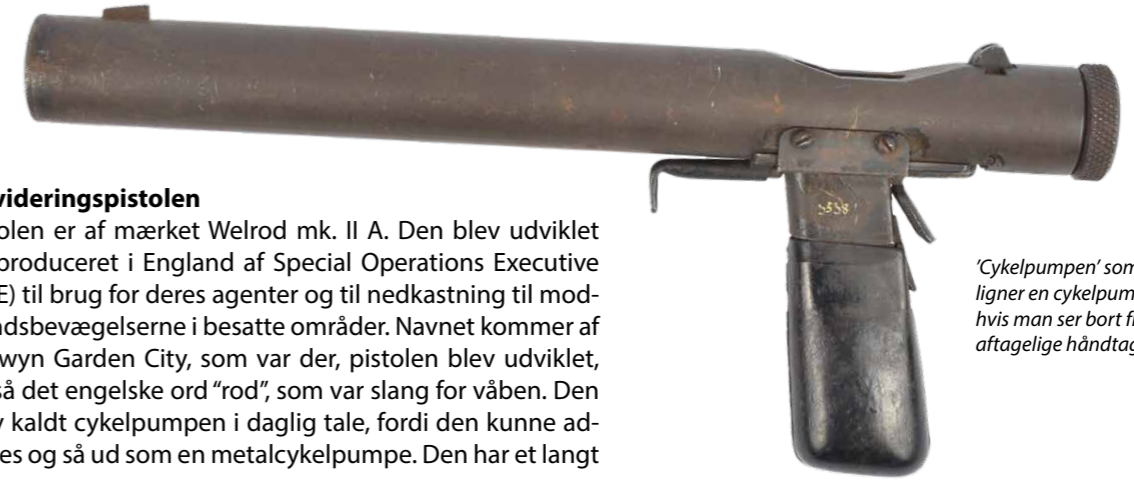 videringspistolen
olen er af mærket Welrod mk. II A. Den blev udviklet
produceret i England af Special Operations Executive
E) til brug for deres agenter og til nedkastning til mod-
ndsbevægelserne i besatte områder. Navnet kommer af
wyn Garden City, som var der, pistolen blev udviklet,
så det engelske ord “rod”, som var slang for våben. Den
v kaldt cykelpumpen i daglig tale, fordi den kunne ad-
es og så ud som en metalcykelpumpe. Den har et langt
’Cykelpumpen’ som
ligner en cykelpum
hvis man ser bort f
aftagelige håndtag